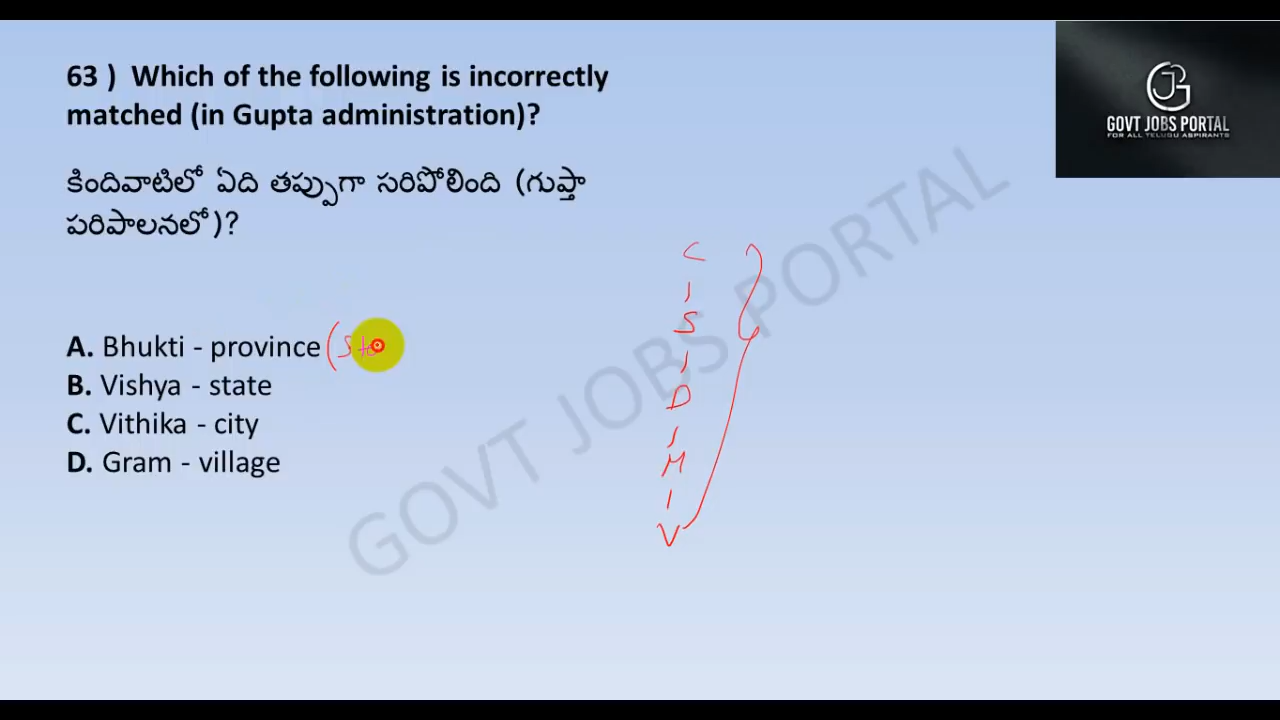 63 ) Which of the following is incorrectly
matched (in Gupta administration)?
కిందివాటిలో ఏది తప్పుగా సరిపోలింది (గుప్తా
పరిపాలనలో)?
A. Bhukti - province (Sta
B. Vishya - state
C. Vithika - city
D. Gram - village
C
S
D
M
V
GOVT JOBS PORTAL
GOVT JOBS PORTAL
FOR ALL TELUGU ASPIRANTS